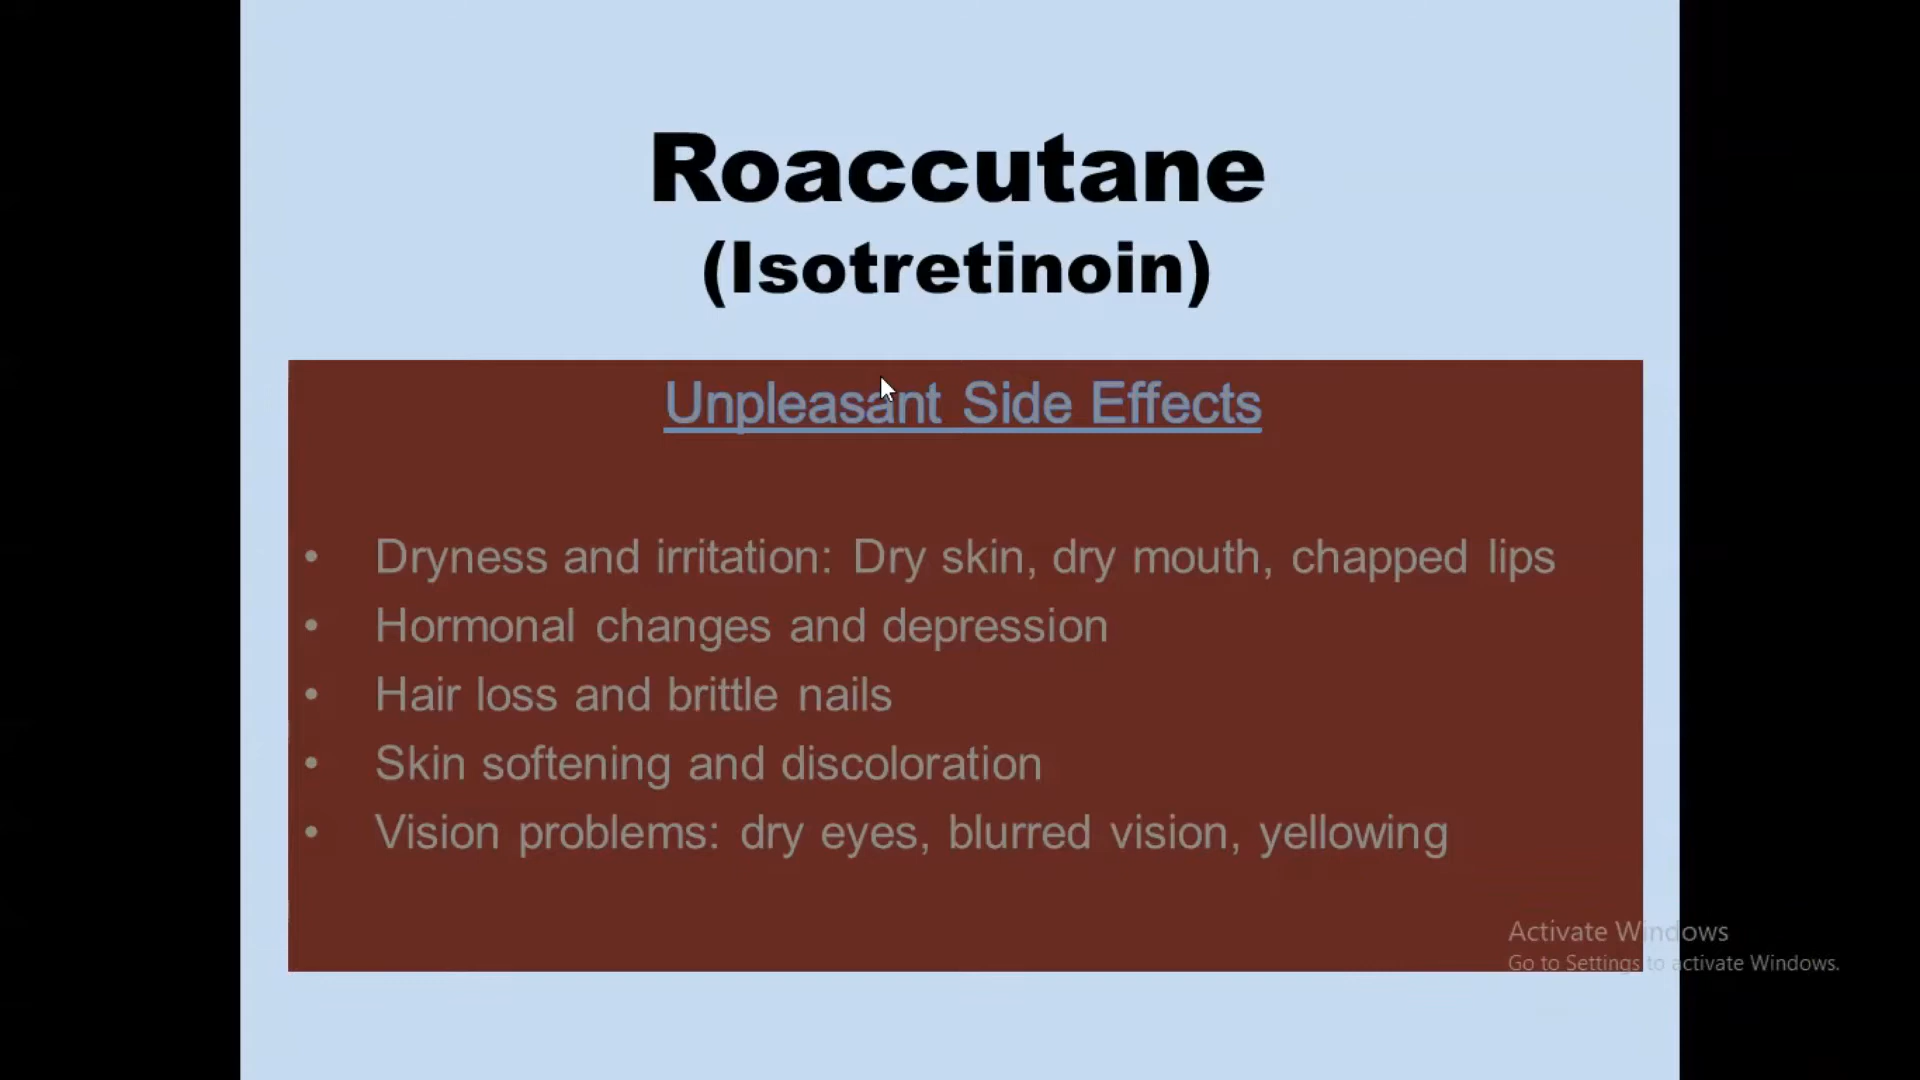 Roaccutane
(Isotretinoin)
Unpleasant Side Effects
• Dryness and irritation: Dry skin, dry mouth, chapped lips
• Hormonal changes and depression
• Hair loss and brittle nails
• Skin softening and discoloration
• Vision problems: dry eyes, blurred vision, yellowing
Activate Windows
Go to Settings to activate Windows.